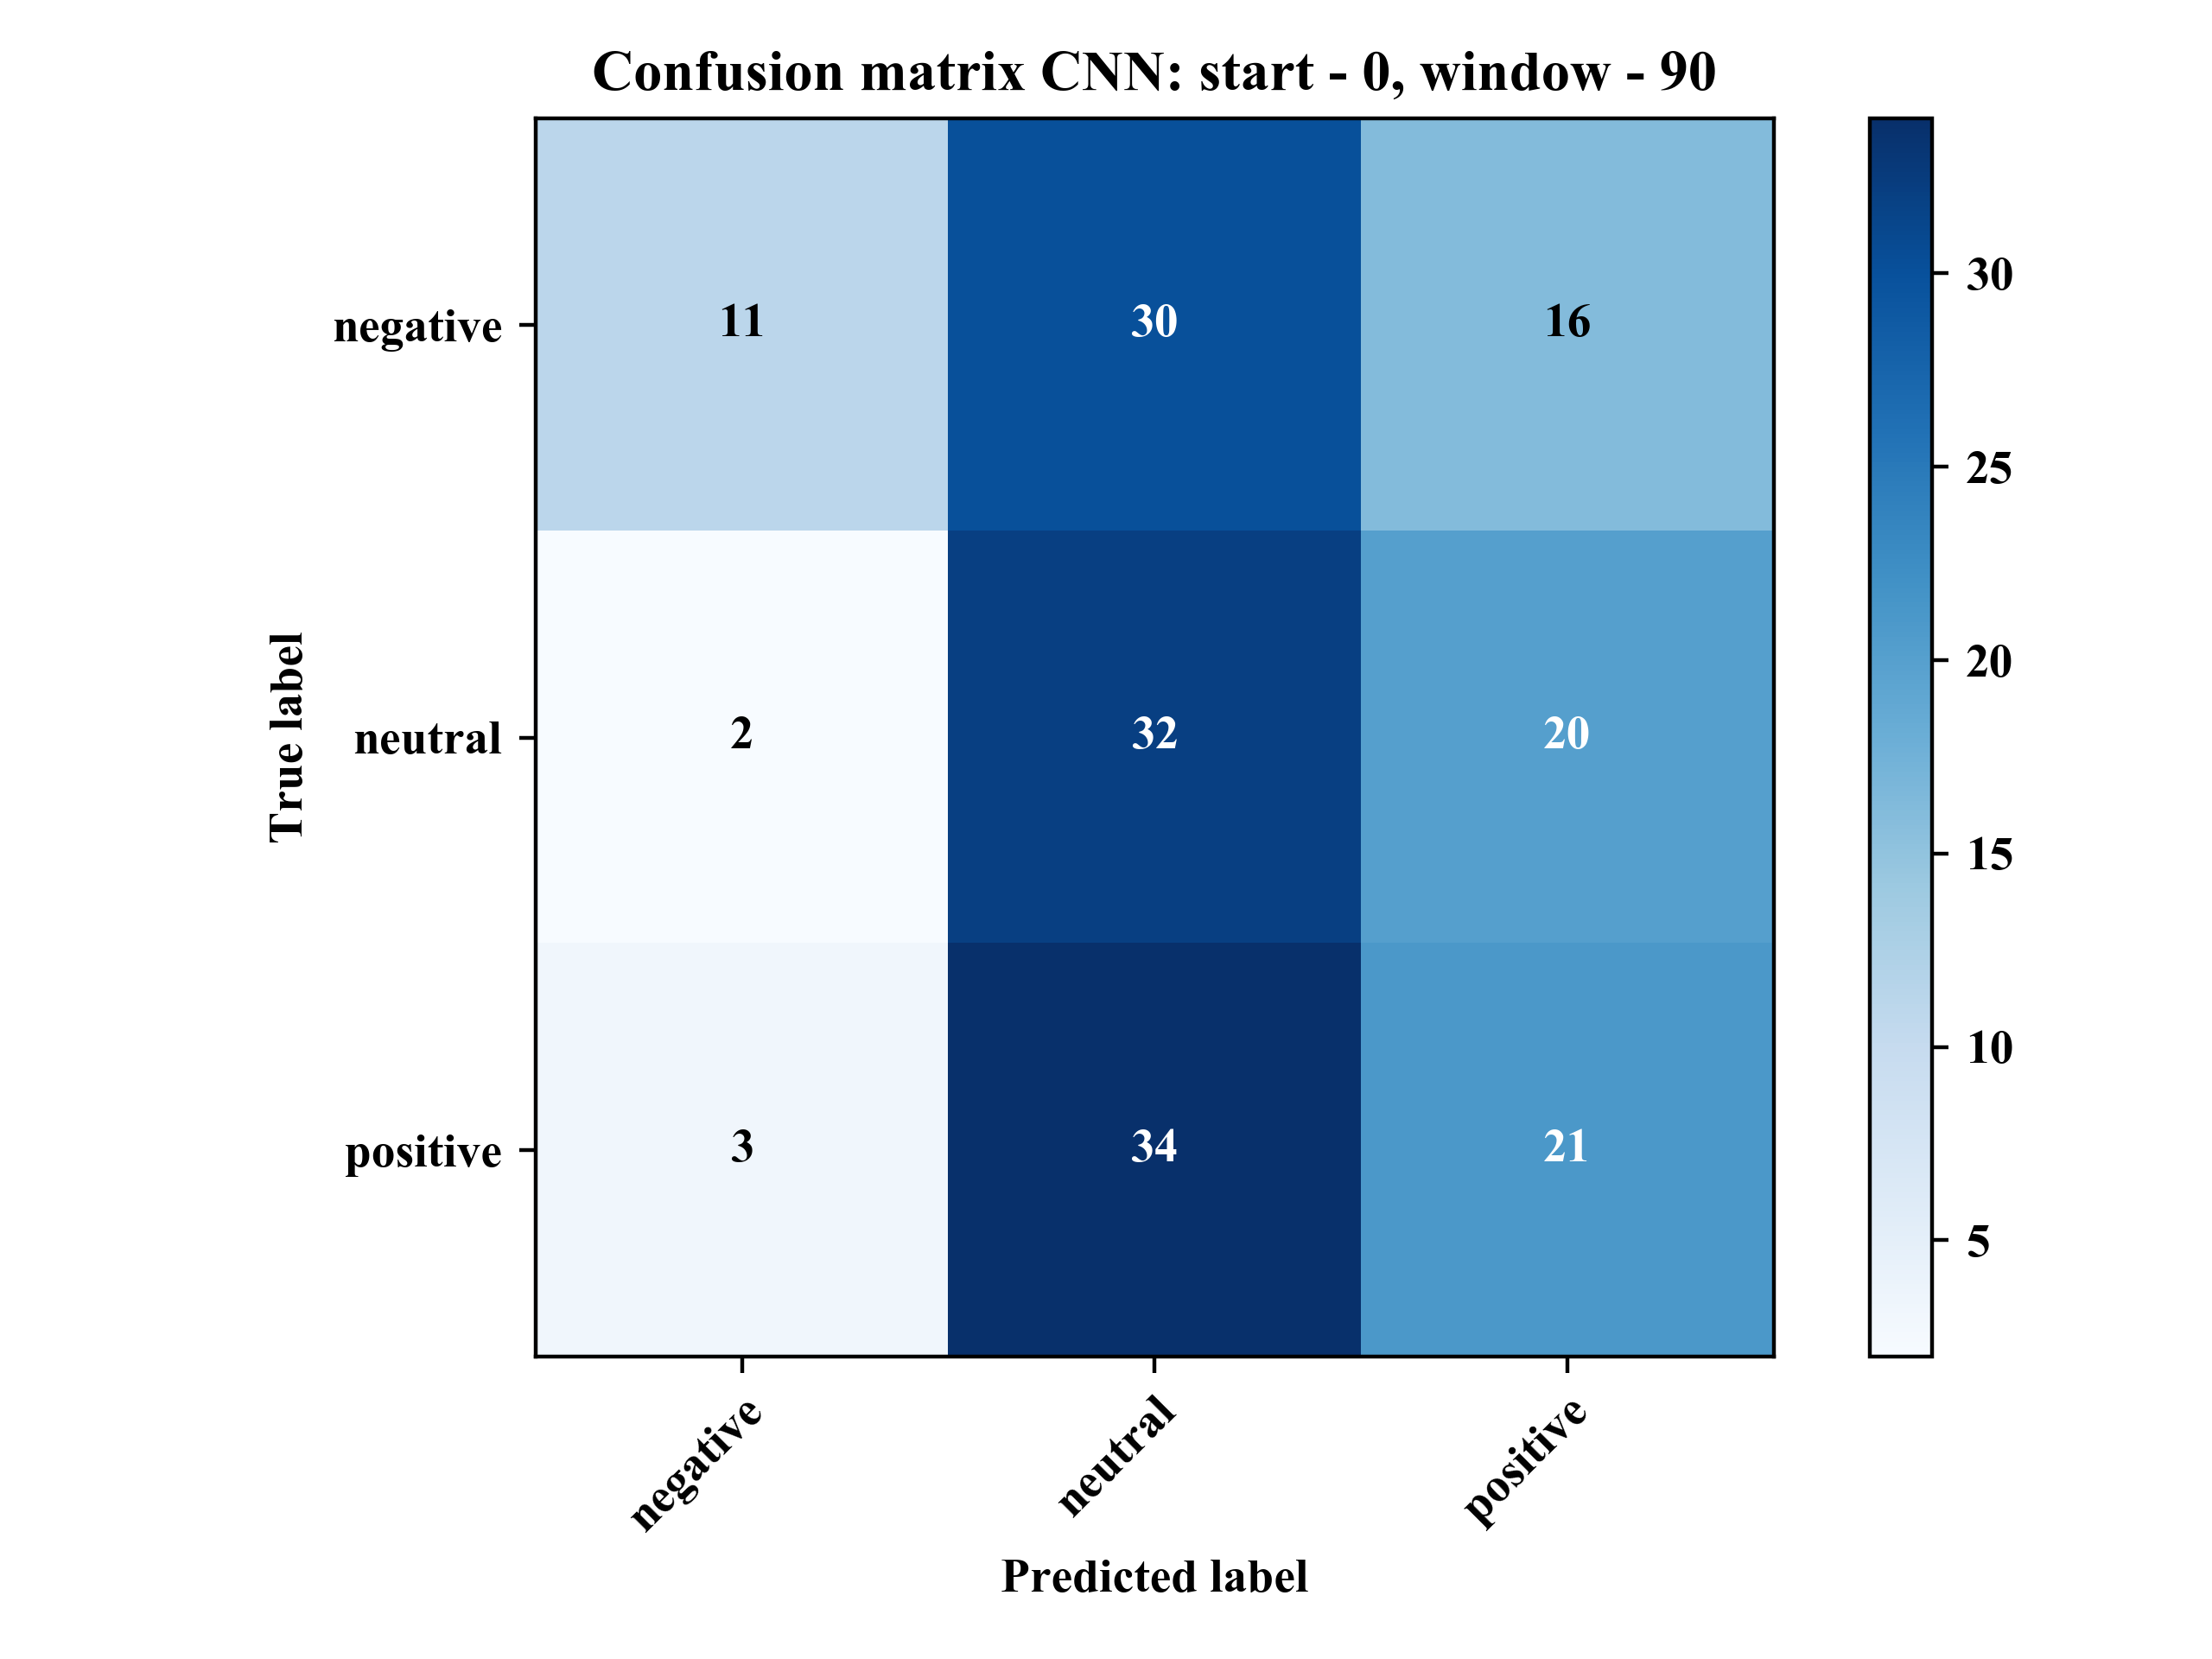 Confusion matrix CNN: start - 0, window - 90
True label
negative
11 30 16
neutral
2 32 20
positive
3 34 21
negative
neutral
positive
Predicted label
30
25
20
15
10
5